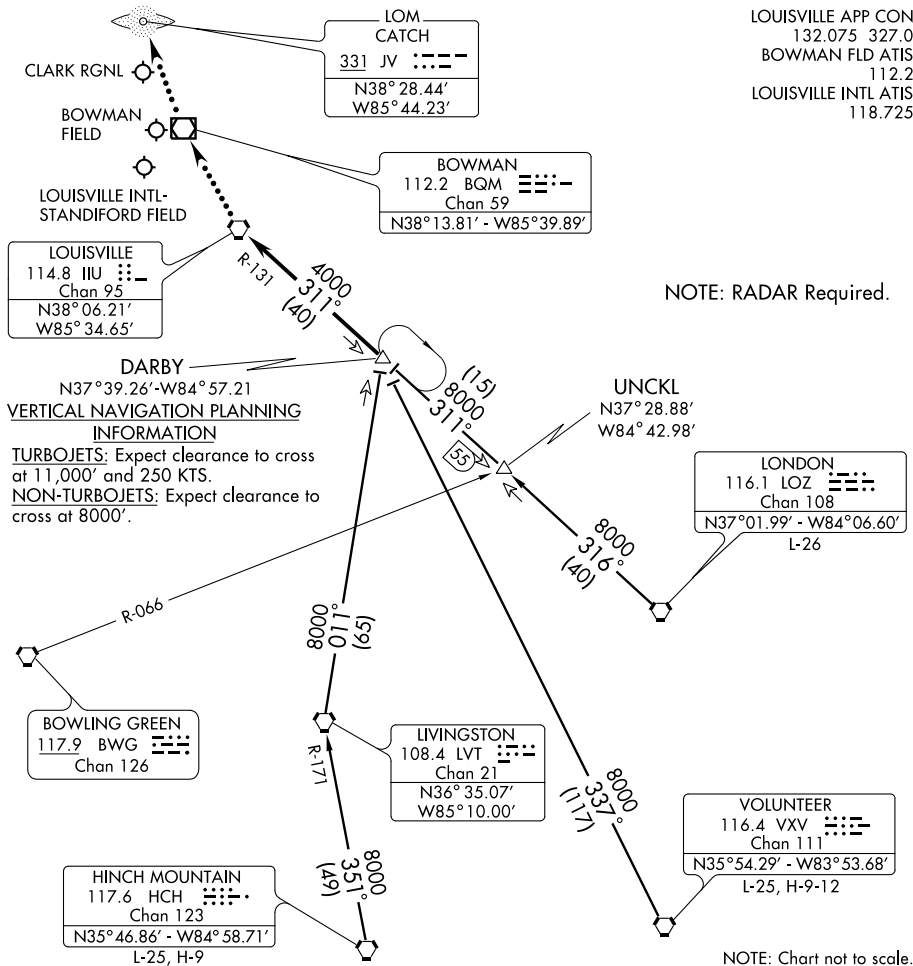 LOM
CATCH
331 JV
N38° 28.44′
W85° 44.23′
LOUISVILLE APP CON
132.075 327.0
BOWMAN FLD ATIS
112.2
LOUISVILLE INTL ATIS
118.725
CLARK RGNL
BOWMAN
FIELD
BOWMAN
112.2 BQM
Chan 59
N38°13.81′ - W85°39.89′
LOUISVILLE INTL-
STANDIFORD FIELD
LOUISVILLE
114.8 IIU
Chan 95
N38° 06.21′
W85° 34.65′
R-131
4000
311°
(40)
NOTE: RADAR Required.
DARBY
N37°39.26′-W84°57.21
VERTICAL NAVIGATION PLANNING
INFORMATION
TURBOJETS: Expect clearance to cross
at 11,000′ and 250 KTS.
NON-TURBOJETS: Expect clearance to
cross at 8000′.
(15)
8000
311°
55
UNCKL
N37° 28.88′
W84° 42.98′
LONDON
116.1 LOZ
Chan 108
N37°01.99′ - W84°06.60′
L-26
8000
316°
(40)
R-066
8000
011°
(65)
BOWLING GREEN
117.9 BWG
Chan 126
LIVINGSTON
108.4 LVT
Chan 21
N36° 35.07′
W85°10.00′
R-171
8000
337°
(117)
VOLUNTEER
116.4 VXV
Chan 111
N35°54.29′ - W83°53.68′
L-25, H-9-12
8000
351°
(49)
HINCH MOUNTAIN
117.6 HCH
Chan 123
N35°46.86′ - W84°58.71′
L-25, H-9
NOTE: Chart not to scale.